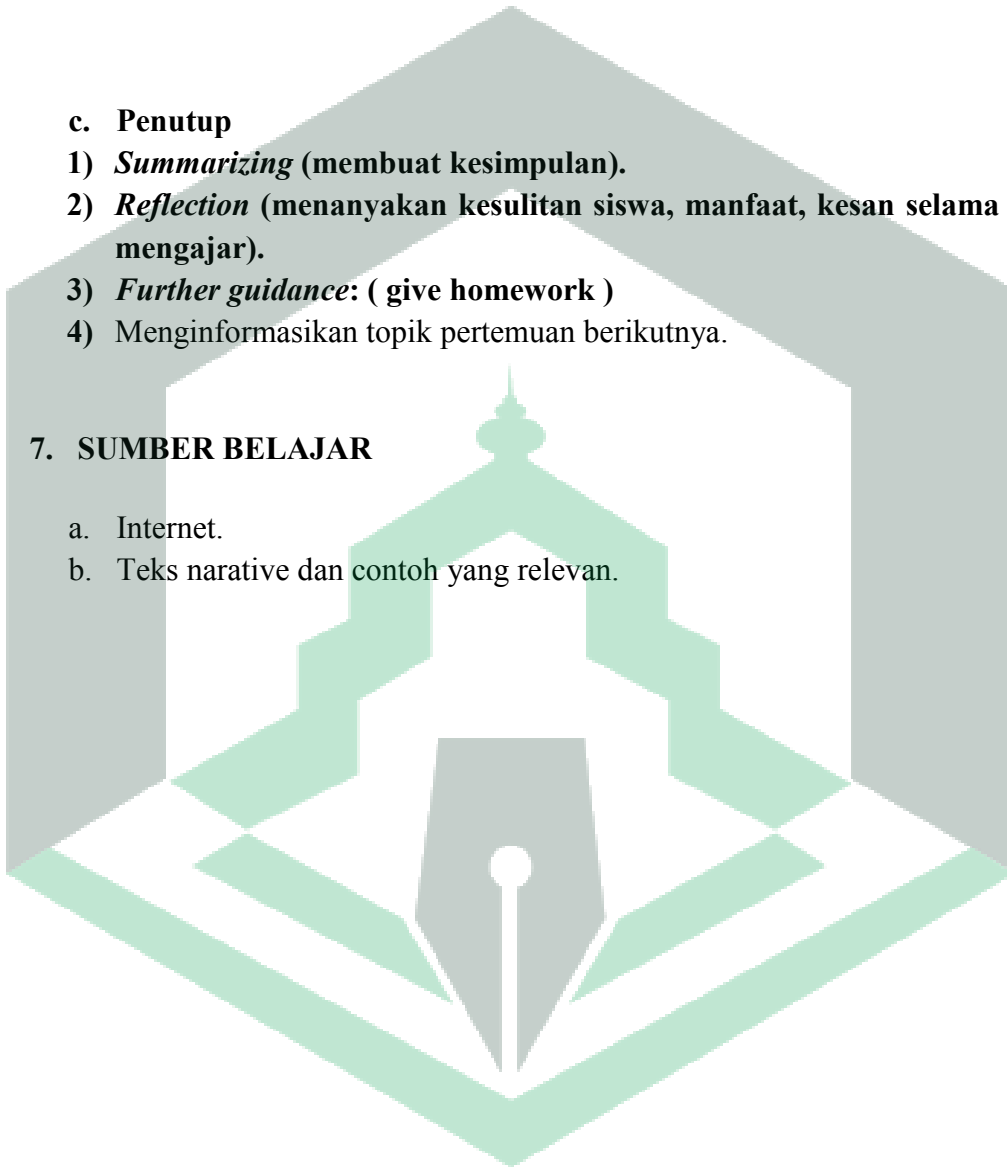 c. Penutup
1) Summarizing (membuat kesimpulan).
2) Reflection (menanyakan kesulitan siswa, manfaat, kesan selama
mengajar).
3) Further guidance: ( give homework )
4) Menginformasikan topik pertemuan berikutnya.
7. SUMBER BELAJAR
a. Internet.
b. Teks narative dan contoh yang relevan.